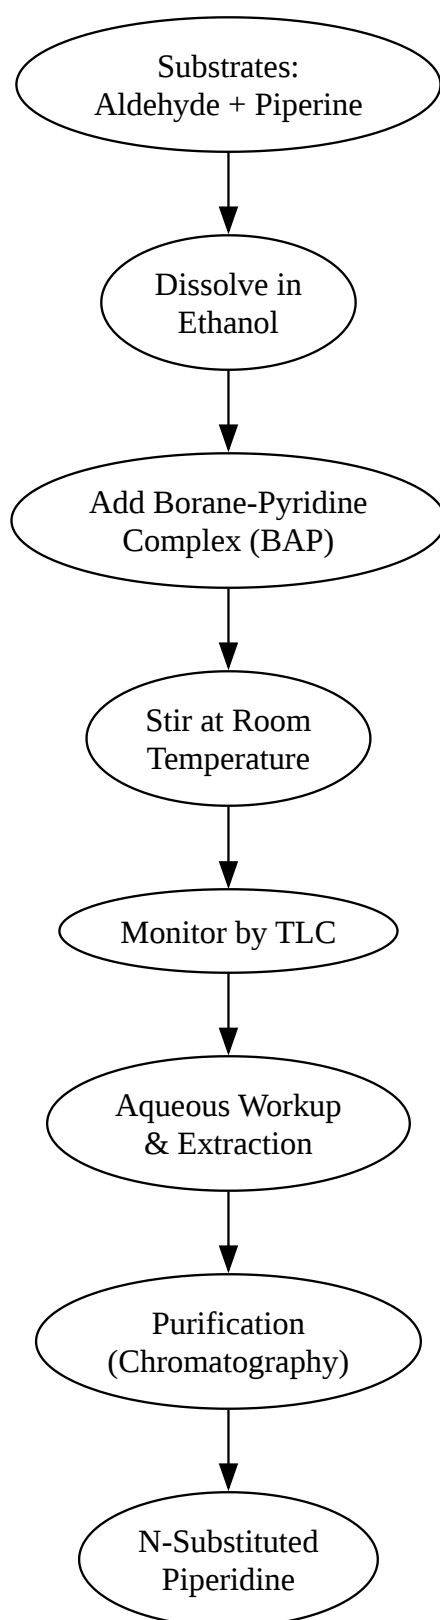 Substrates:
Aldehyde + Piperine
Dissolve in
Ethanol
Add Borane-Pyridine
Complex (BAP)
Stir at Room
Temperature
Monitor by TLC
Aqueous Workup
& Extraction
Purification
(Chromatography)
N-Substituted
Piperidine